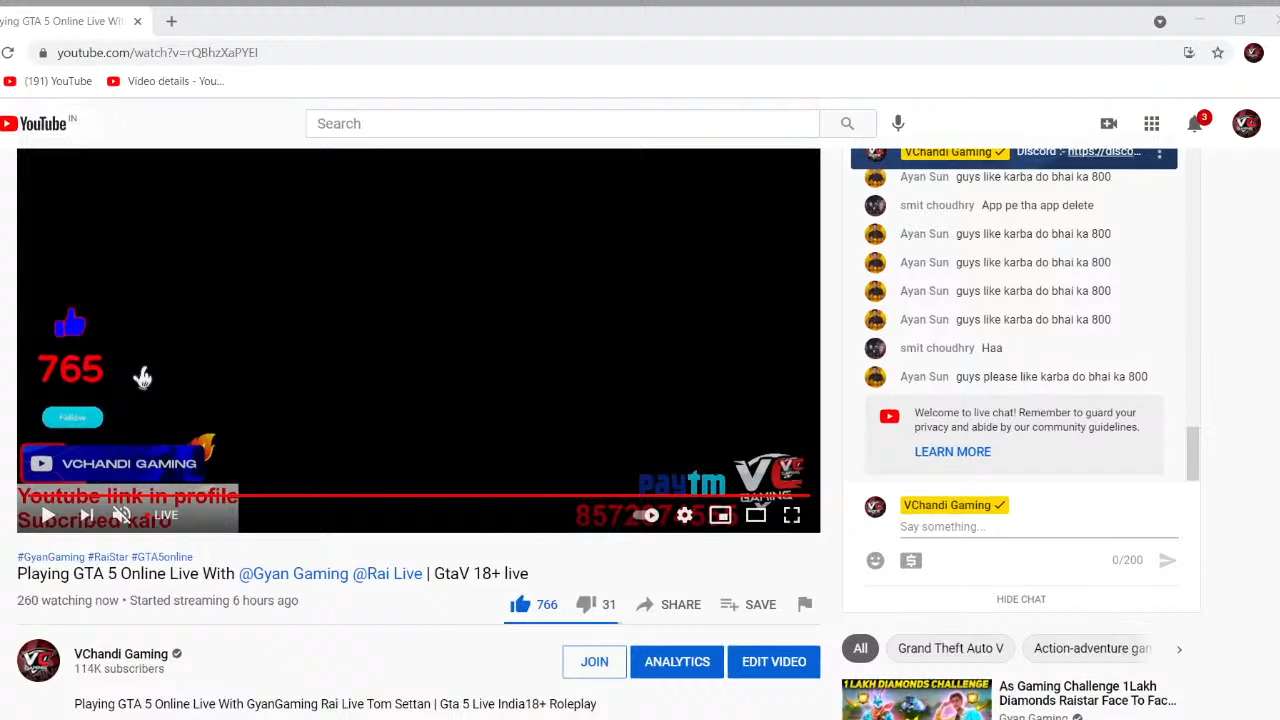 ying GTA 5 Online Live Wit
youtube.com/watch?v=rQBhzXaPYEI
(191) YouTube
Video details - You...
YouTube IN
Search
3
VChandi Gaming Discord :- https://disco...
Ayan Sun guys like karba do bhai ka 800
smit choudhry App pe tha app delete
Ayan Sun guys like karba do bhai ka 800
Ayan Sun guys like karba do bhai ka 800
Ayan Sun guys like karba do bhai ka 800
Ayan Sun guys like karba do bhai ka 800
smit choudhry Haa
Ayan Sun guys please like karba do bhai ka 800
Welcome to live chat! Remember to guard your
privacy and abide by our community guidelines.
LEARN MORE
VChandi Gaming
Say something...
0/200
HIDE CHAT
765
Follow
VCHANDI GAMING
Youtube link in profile
Subcribed karo
LIVE
paytm
VC
GAMING
#GyanGaming #RaiStar #GTA5online
Playing GTA 5 Online Live With @Gyan Gaming @Rai Live | GtaV 18+ live
260 watching now • Started streaming 6 hours ago
766
31
SHARE
SAVE
VChandi Gaming
114K subscribers
JOIN
ANALYTICS
EDIT VIDEO
Playing GTA 5 Online Live With GyanGaming Rai Live Tom Settan | Gta 5 Live India18+ Roleplay
All
Grand Theft Auto V
Action-adventure gam
1 LAKH DIAMONDS CHALLENGE
As Gaming Challenge 1Lakh
Diamonds Raistar Face To Fac...
Gyan Gaming